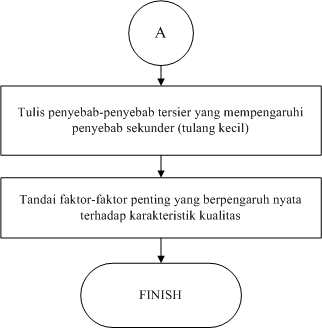 A
Tulis penyebab-penyebab tersier yang mempengaruhi
penyebab sekunder (tulang kecil)
Tandai faktor-faktor penting yang berpengaruh nyata
terhadap karakteristik kualitas
FINISH